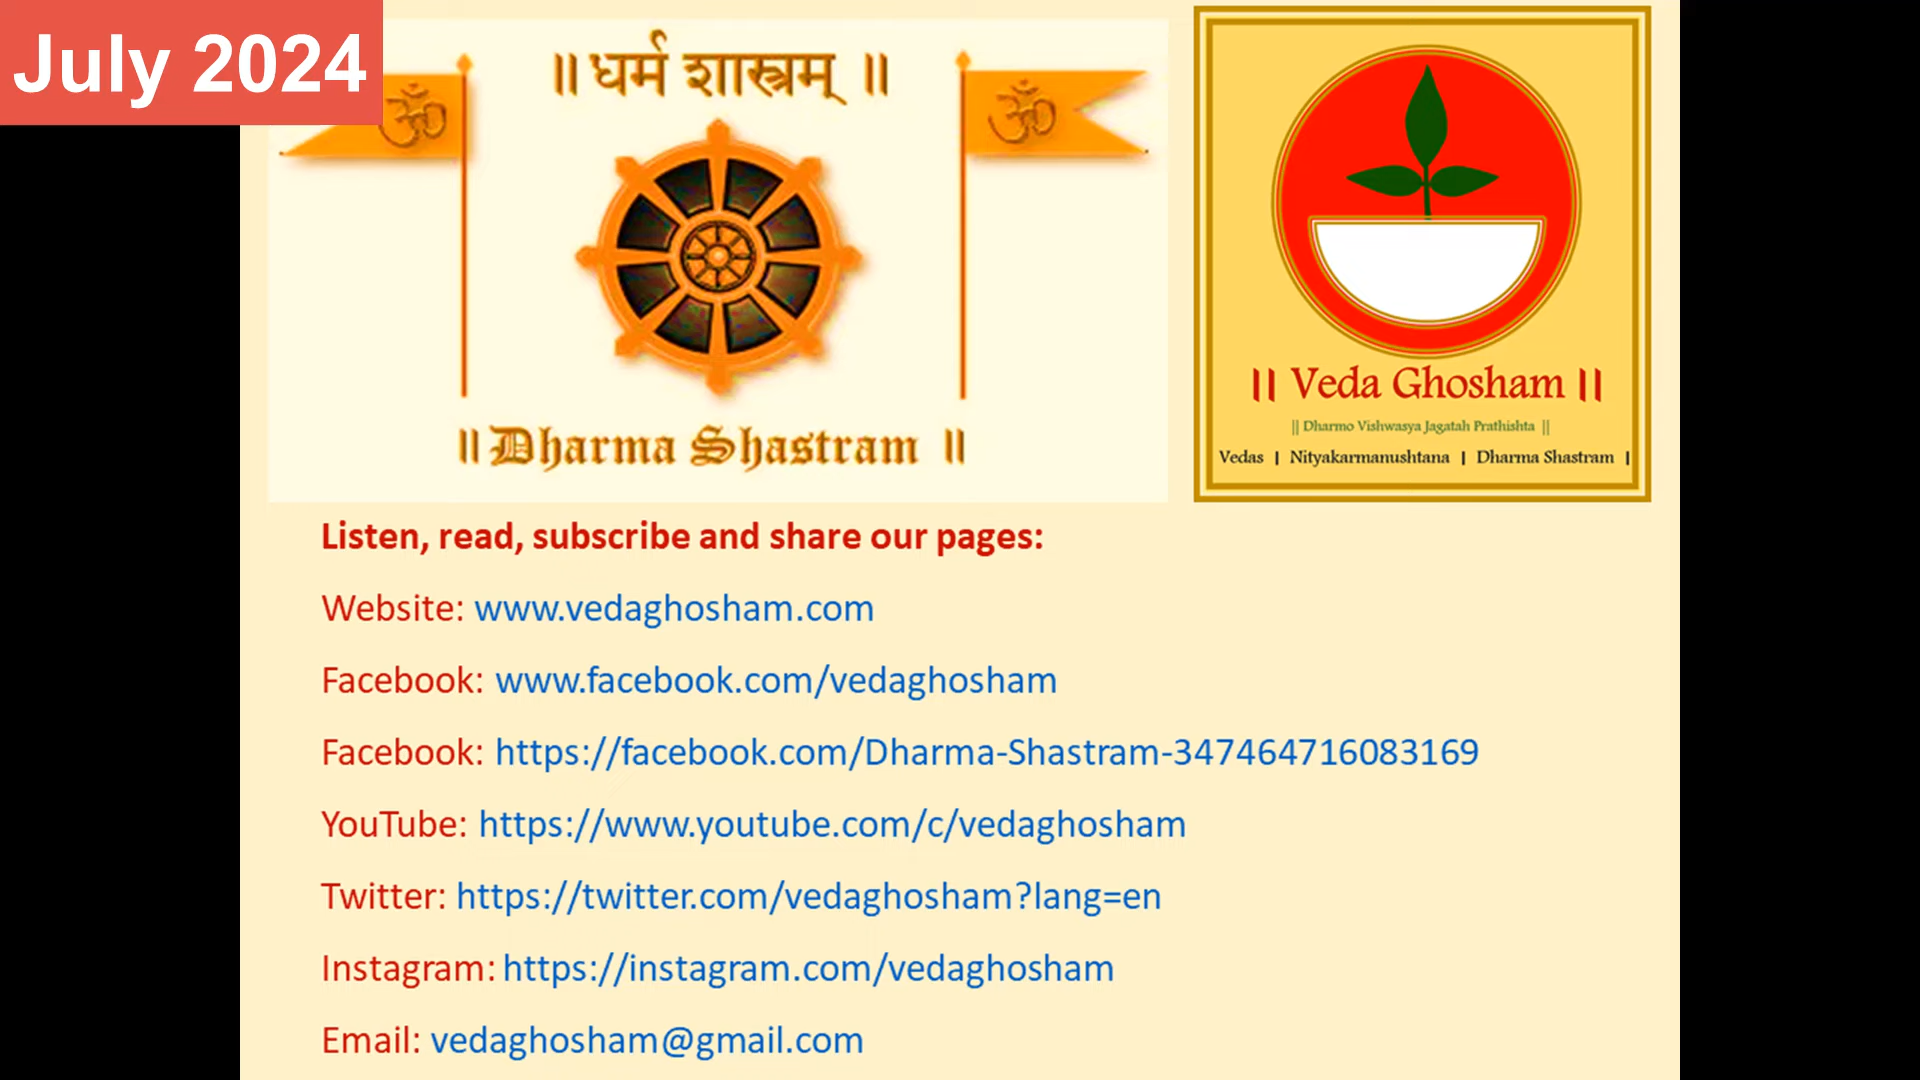 July 2024
॥ धर्म शास्त्रम् ॥
ॐ
ॐ
॥ Dharma Shastram ॥
|| Veda Ghosham ||
|| Dharmo Vishwasya Jagatah Prathishta ||
Vedas | Nityakarmanushtana | Dharma Shastram |
Listen, read, subscribe and share our pages:
Website: www.vedaghosham.com
Facebook: www.facebook.com/vedaghosham
Facebook: https://facebook.com/Dharma-Shastram-347464716083169
YouTube: https://www.youtube.com/c/vedaghosham
Twitter: https://twitter.com/vedaghosham?lang=en
Instagram: https://instagram.com/vedaghosham
Email: vedaghosham@gmail.com